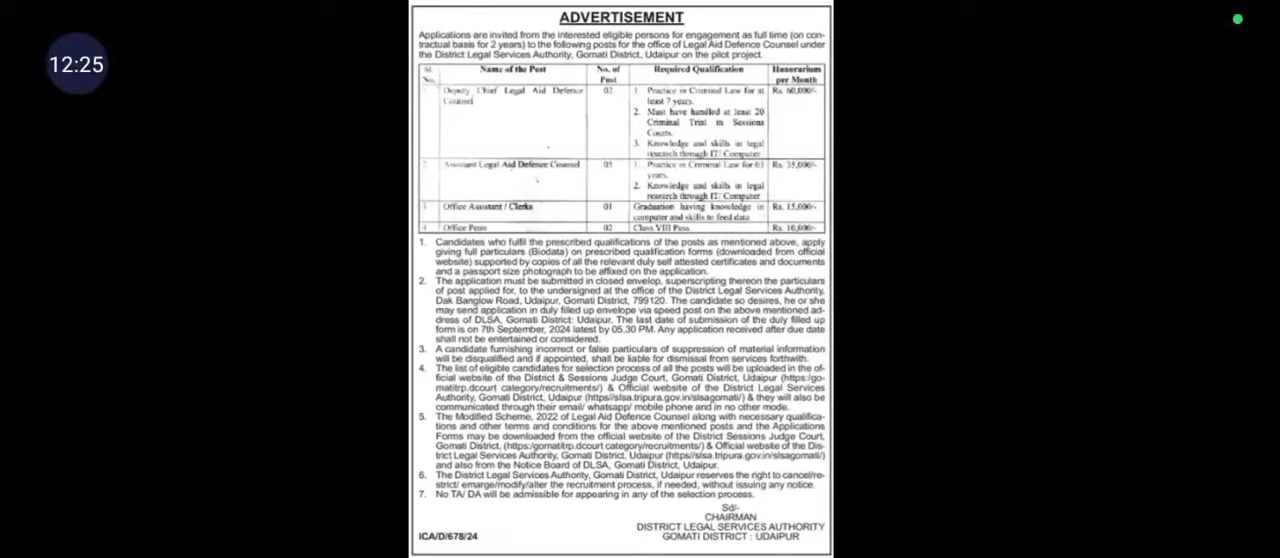 12:25
ADVERTISEMENT
Applications are invited from the interested eligible persons for engagement as full time (on con-
tractual basis for 2 years) to the following posts for the office of Legal Aid Defence Counsel under
the District Legal Services Authority, Gomati District, Udaipur on the pilot project.
Sl. Name of the Post No. of Required Qualification Honorarium
No. Post per Month
Deputy Chief Legal Aid Defence 02 1. Practice in Criminal Law for at Rs. 60,000/-
Counsel least 7 years.
2. Must have handled at least 20
Criminal Trial in Sessions
Courts.
3. Knowledge and skills in legal
research through IT/ Computer
2 Assistant Legal Aid Defence Counsel 1. Practice in Criminal Law for 03 Rs. 35,000/-
years.
2. Knowledge and skills in legal
research through IT/ Computer
3 Office Assistant / Clerks 01 Graduation having knowledge in Rs. 15,000/-
computer and skills to feed data
4 Office Peon 02 Class VIII Pass Rs. 10,000/-
1. Candidates who fulfil the prescribed qualifications of the posts as mentioned above, apply
giving full particulars (Biodata) on prescribed qualification forms (downloaded from official
website) supported by copies of all the relevant duly self attested certificates and documents
and a passport size photograph to be affixed on the application.
2. The application must be submitted in closed envelop, superscripting thereon the particulars
of post applied for, to the undersigned at the office of the District Legal Services Authority,
Dak Banglow Road, Udaipur, Gomati District, 799120. The candidate so desires, he or she
may send application in duly filled up envelope via speed post on the above mentioned ad-
dress of DLSA, Gomati District: Udaipur. The last date of submission of the duly filled up
form is on 7th September, 2024 latest by 05.30 PM. Any application received after due date
shall not be entertained or considered.
3. A candidate furnishing incorrect or false particulars of suppression of material information
will be disqualified and if appointed, shall be liable for dismissal from services forthwith.
4. The list of eligible candidates for selection process of all the posts will be uploaded in the of-
ficial website of the District & Sessions Judge Court, Gomati District, Udaipur (https:/go-
matitrp.dcourt category/recruitments/) & Official website of the District Legal Services
Authority, Gomati District, Udaipur (https//slsa.tripura.gov.in/slsagomati/) & they will also be
communicated through their email/ whatsapp/ mobile phone and in no other mode.
5. The Modified Scheme, 2022 of Legal Aid Defence Counsel along with necessary qualifica-
tions and other terms and conditions for the above mentioned posts and the Applications
Forms may be downloaded from the official website of the District Sessions Judge Court,
Gomati District, (https:/gomatitrp.dcourt category/recruitments/) & Official website of the Dis-
trict Legal Services Authority, Gomati District, Udaipur (https//slsa.tripura.gov.in/slsagomati/)
and also from the Notice Board of DLSA, Gomati District, Udaipur.
6. The District Legal Services Authority, Gomati District, Udaipur reserves the right to cancel/re-
strict/ emarge/modify/alter the recruitment process, if needed, without issuing any notice.
7. No TA/ DA will be admissible for appearing in any of the selection process.
Sd/-
CHAIRMAN
DISTRICT LEGAL SERVICES AUTHORITY
ICA/D/678/24 GOMATI DISTRICT : UDAIPUR